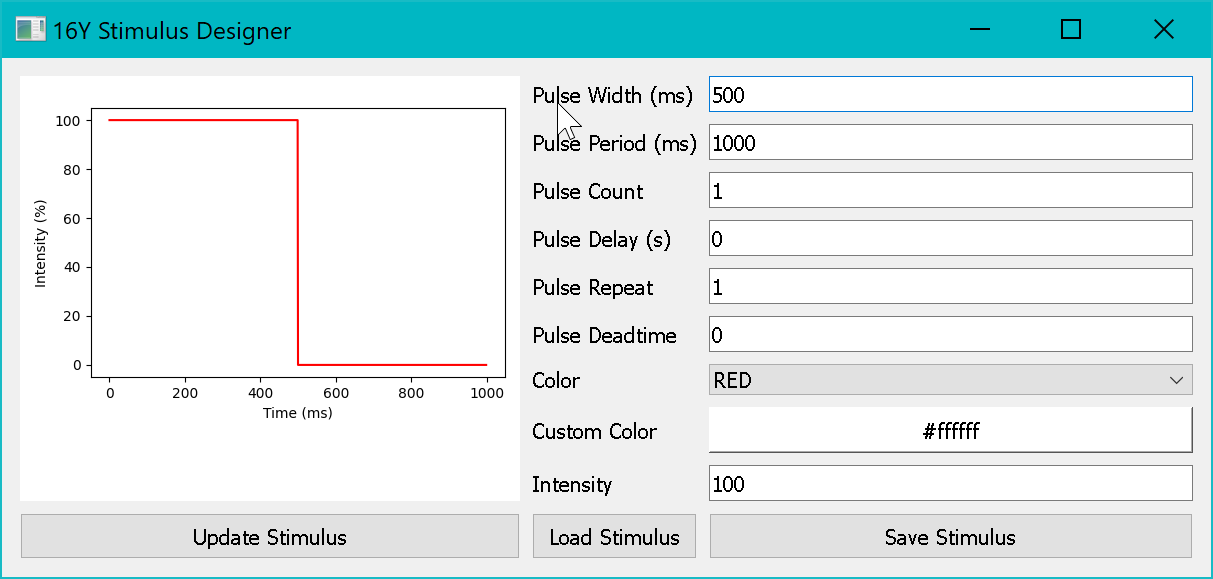 16Y Stimulus Designer
100
80
60
40
20
0
Intensity (%)
0 200 400 600 800 1000
Time (ms)
Pulse Width (ms) 500
Pulse Period (ms) 1000
Pulse Count 1
Pulse Delay (s) 0
Pulse Repeat 1
Pulse Deadtime 0
Color RED
Custom Color #ffffff
Intensity 100
Update Stimulus Load Stimulus Save Stimulus